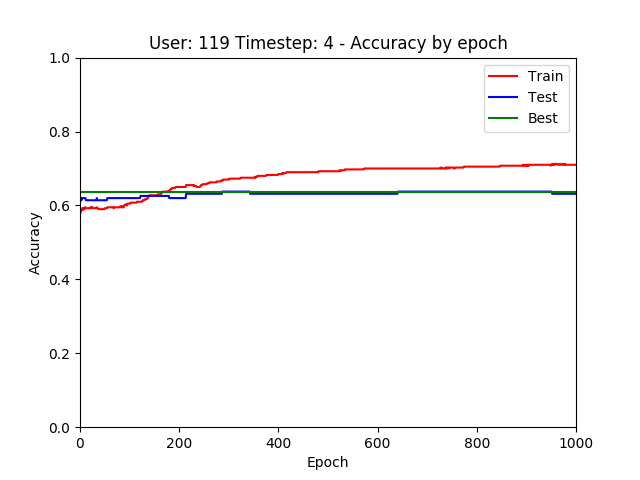 User: 119 Timestep: 4 - Accuracy by epoch
1.0
0.8
0.6
0.4
0.2
0.0
Accuracy
Train
Test
Best
0 200 400 600 800 1000
Epoch